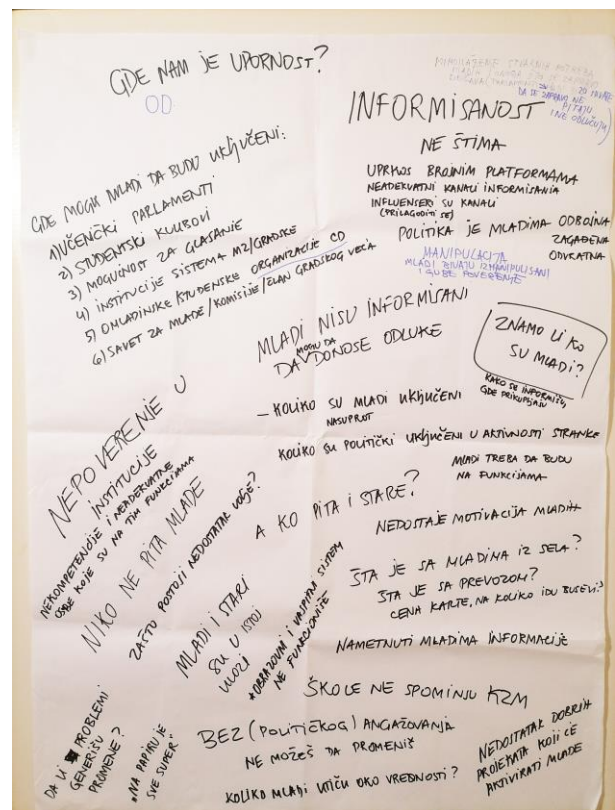 GDE NAM JE UPORNOST?
OD
GDE MOGU MLADI DA BUDU UKLJUČENI:
1) UČENIČKI PARLAMENTI
2) STUDENTSKI KLUBOVI
3) MOGUĆNOST ZA GLASANJE
4) INSTITUCIJE SISTEMA MZ/GRADSKE
5) OMLADINSKE/STUDENSKE ORGANIZACIJE CD
6) SAVET ZA MLADE/KOMISIJE/ČLAN GRADSKOG VEĆA
DA SE ZAPRAVO NE
PITAJU
I NE ODLUČUJU
INFORMISANOST
NE ŠTIMA
UPRKOS BROJNIM PLATFORMAMA
NEADEKVATNI KANALI INFORMISANJA
INFLUENSERI SU KANALI
(PRILAGODITI SE)
POLITIKA JE MLADIMA ODBOJNA
ZAGAĐENA
ODVRATNA
MANIPULACIJA
MLADI BIVAJU IZMANIPULISANI
I GUBE POVERENJE
MLADI NISU INFORMISANI
DA MOGU DA DONOSE ODLUKE
ZNAMO LI KO
SU MLADI?
KAKO SE INFORMIŠU,
GDE PRIKUPLJAJU
– KOLIKO SU MLADI UKLJUČENI
NASUPROT
KOLIKO SU POLITIČKI UKLJUČENI U AKTIVNOSTI STRANKE
MLADI TREBA DA BUDU
NA FUNKCIJAMA
NEPOVERENJE U
INSTITUCIJE
NEKOMPETENCIJE I NEADEKVATNE
OSOBE KOJE SU NA TIM FUNKCIJAMA
NIKO NE PITA MLADE
ZAŠTO POSTOJI NEDOSTATAK VOLJE?
A KO PITA I STARE?
MLADI I STARI
SU U ISTOJ
ULOZI
*OBRAZOVNI I VASPITNI SISTEM
NE FUNKCIONIŠE
NEDOSTAJE MOTIVACIJA MLADIH
ŠTA JE SA MLADIMA IZ SELA?
ŠTA JE SA PREVOZOM?
CENA KARTE, NA KOLIKO IDU BUSEVI?
NAMETNUTI MLADIMA INFORMACIJE
ŠKOLE NE SPOMINJU KZM
DA LI PROBLEMI
GENERIŠU
PROMENE?
"NA PAPIRU JE
SVE SUPER"
BEZ (POLITIČKOG) ANGAŽOVANJA
NE MOŽEŠ DA PROMENIŠ
KOLIKO MLADI UTIČU OKO VREDNOSTI?
NEDOSTATAK DOBRIH
PROJEKATA KOJI ĆE
AKTIVIRATI MLADE